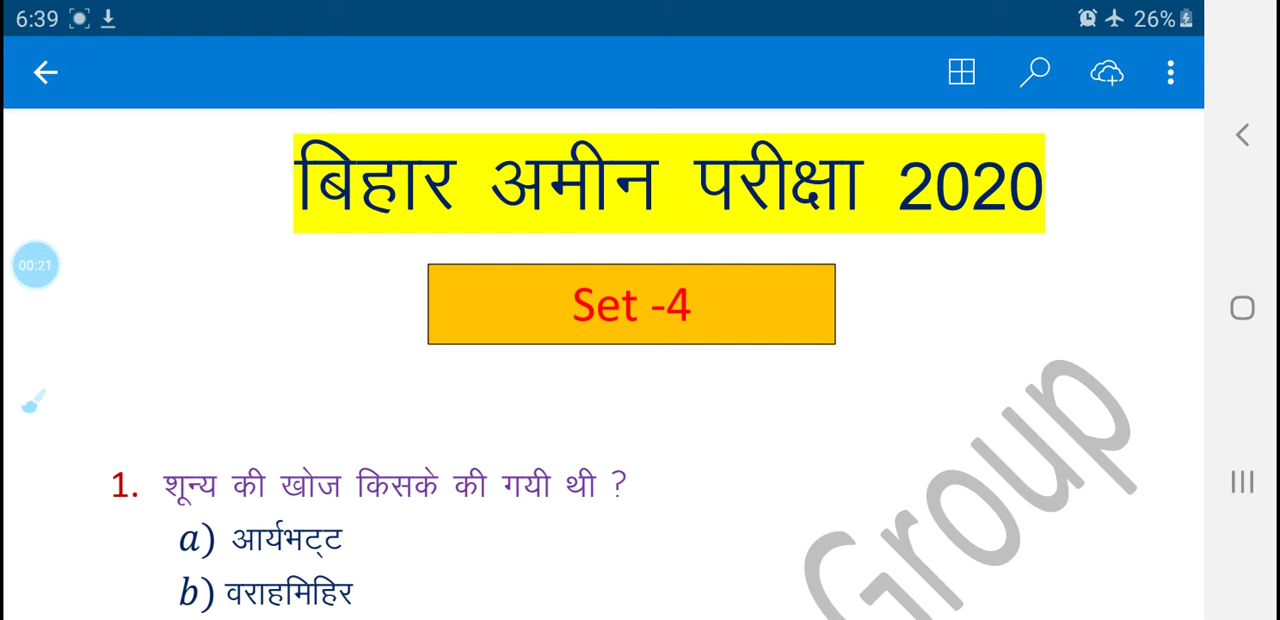 6:39
26%
बिहार अमीन परीक्षा 2020
00:21
Set -4
Group
1. शून्य की खोज किसके की गयी थी ?
a) आर्यभट्ट
b) वराहमिहिर